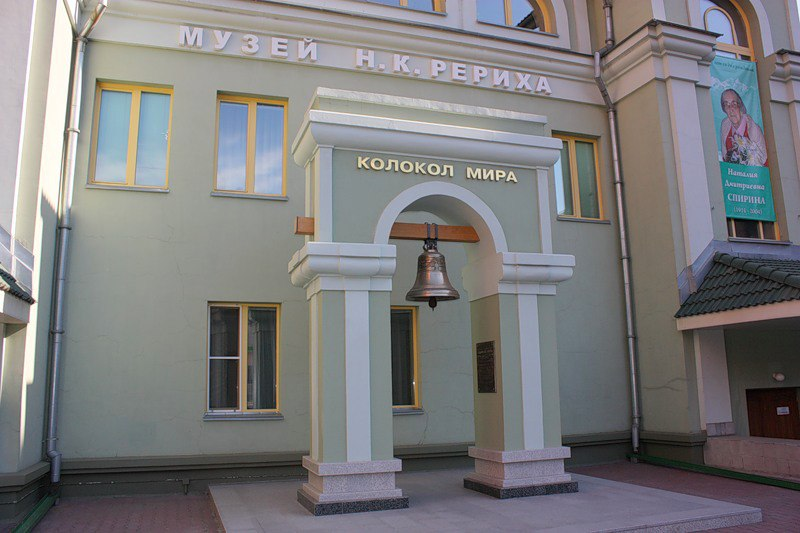 МУЗЕЙ Н.К. РЕРИХА
КОЛОКОЛ МИРА
Наталия
Дмитриевна
СПИРИНА